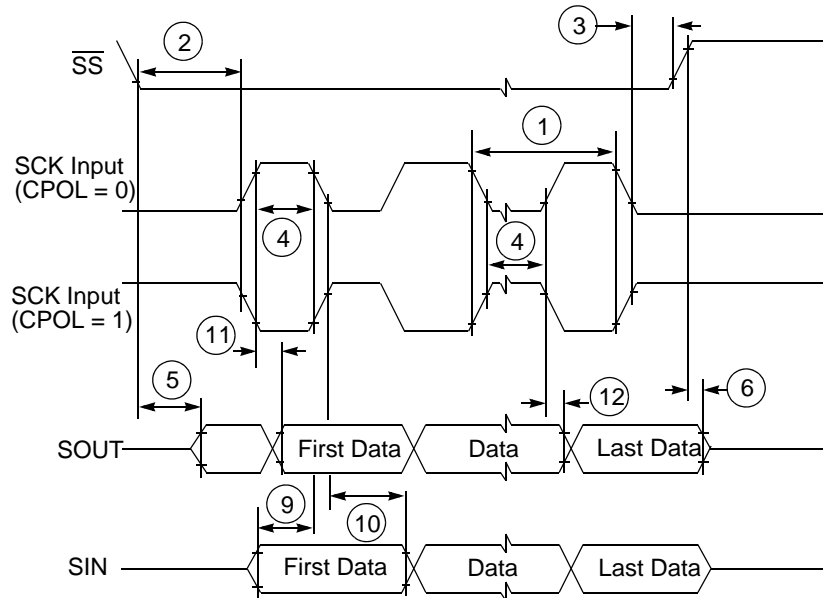 2
3
SS
1
SCK Input
(CPOL = 0)
4
4
SCK Input
(CPOL = 1)
11
5
12
6
SOUT
First Data
Data
Last Data
9
10
SIN
First Data
Data
Last Data